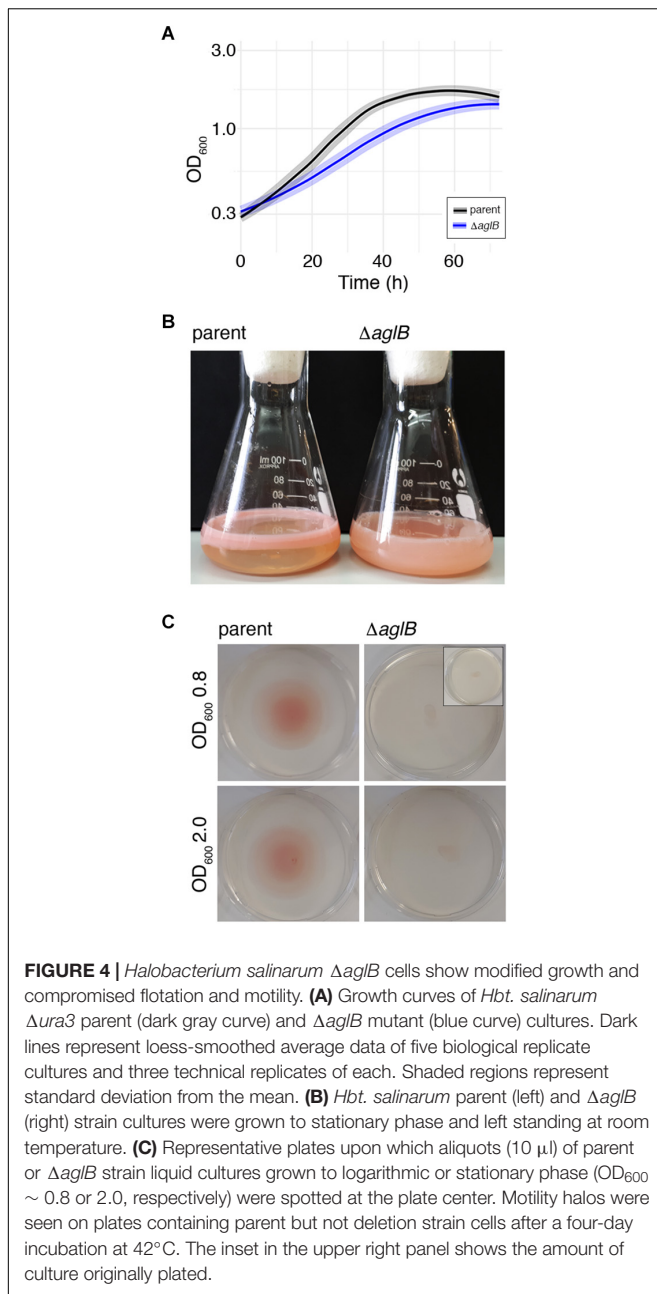 A
3.0
1.0
0.3
OD600
parent
ΔaglB
0 20 40 60
Time (h)
B
parent ΔaglB
100 ml 0
APPROX
80 20
60 40
40
100 0
80 20
60 40
40
C
parent ΔaglB
OD600 0.8
OD600 2.0
FIGURE 4 | Halobacterium salinarum ΔaglB cells show modified growth and
compromised flotation and motility. (A) Growth curves of Hbt. salinarum
Δura3 parent (dark gray curve) and ΔaglB mutant (blue curve) cultures. Dark
lines represent loess-smoothed average data of five biological replicate
cultures and three technical replicates of each. Shaded regions represent
standard deviation from the mean. (B) Hbt. salinarum parent (left) and ΔaglB
(right) strain cultures were grown to stationary phase and left standing at room
temperature. (C) Representative plates upon which aliquots (10 μl) of parent
or ΔaglB strain liquid cultures grown to logarithmic or stationary phase (OD600
∼ 0.8 or 2.0, respectively) were spotted at the plate center. Motility halos were
seen on plates containing parent but not deletion strain cells after a four-day
incubation at 42°C. The inset in the upper right panel shows the amount of
culture originally plated.